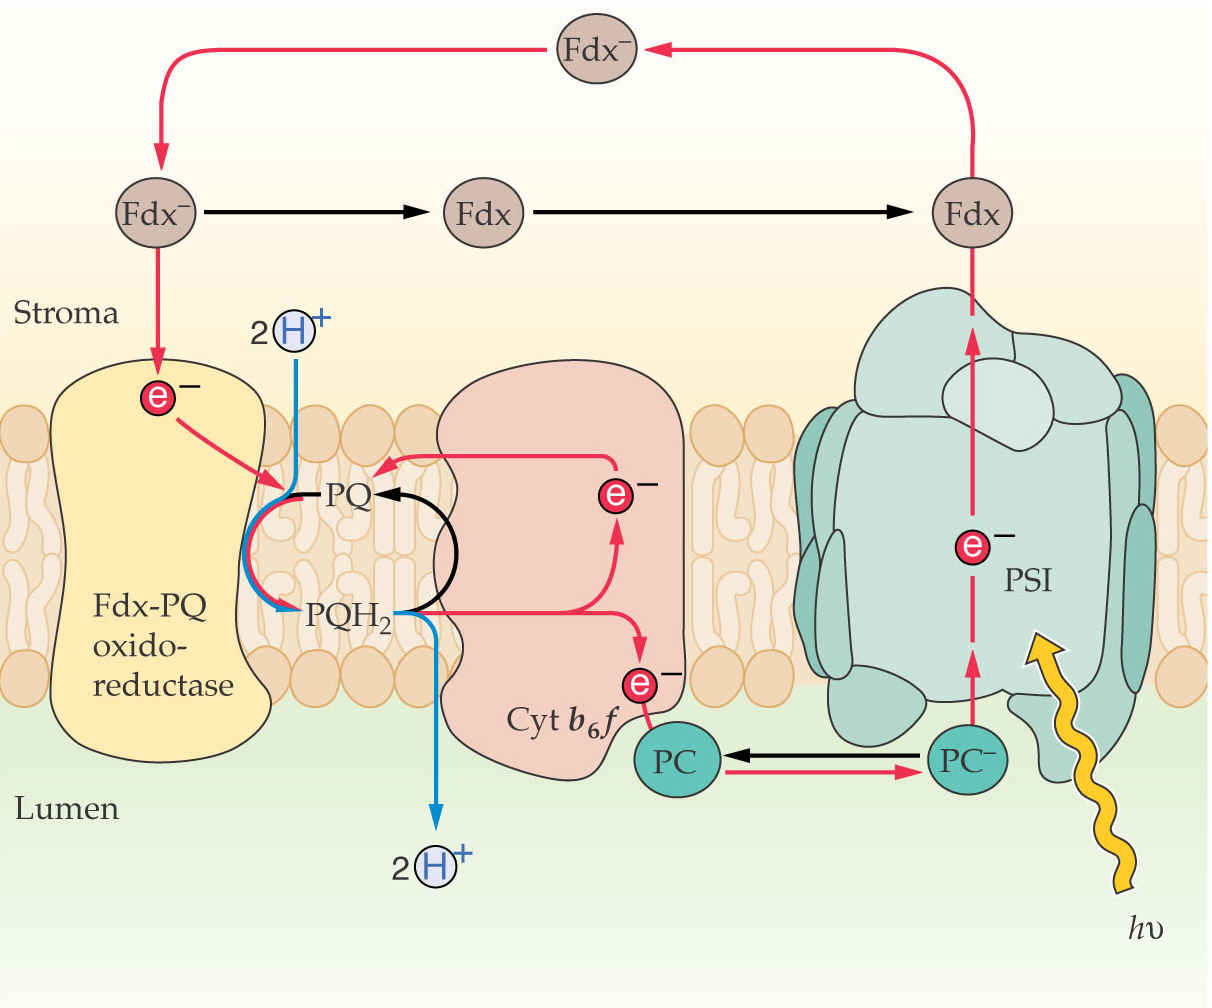 Fdx⁻
Fdx⁻
Fdx
Fdx
Stroma
2 H⁺
e⁻
PQ
e⁻
e⁻
PSI
Fdx-PQ
oxido-
reductase
PQH₂
e⁻
Cyt b₆f
PC
PC⁻
Lumen
2 H⁺
hυ